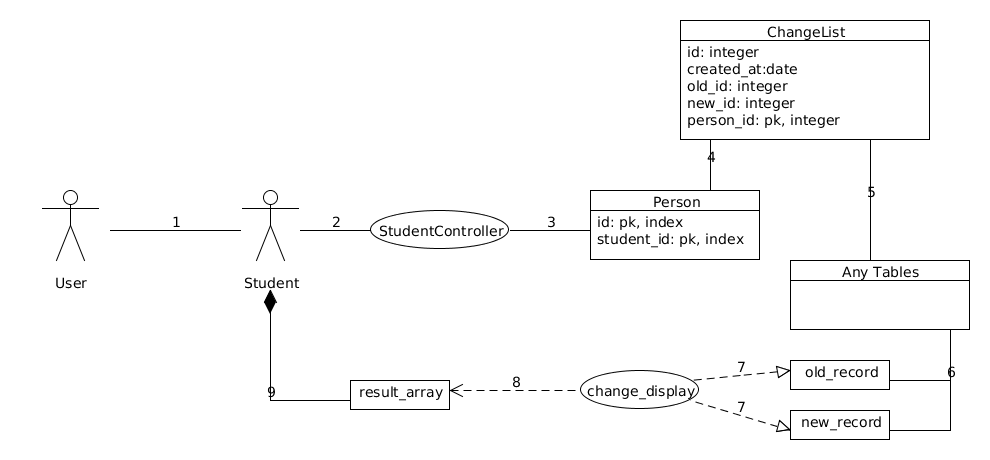 ChangeList
id: integer
created_at:date
old_id: integer
new_id: integer
person_id: pk, integer
4
5
1
2
3
User
Student
StudentController
Person
id: pk, index
student_id: pk, index
Any Tables
6
7
old_record
7
new_record
8
change_display
9
result_array